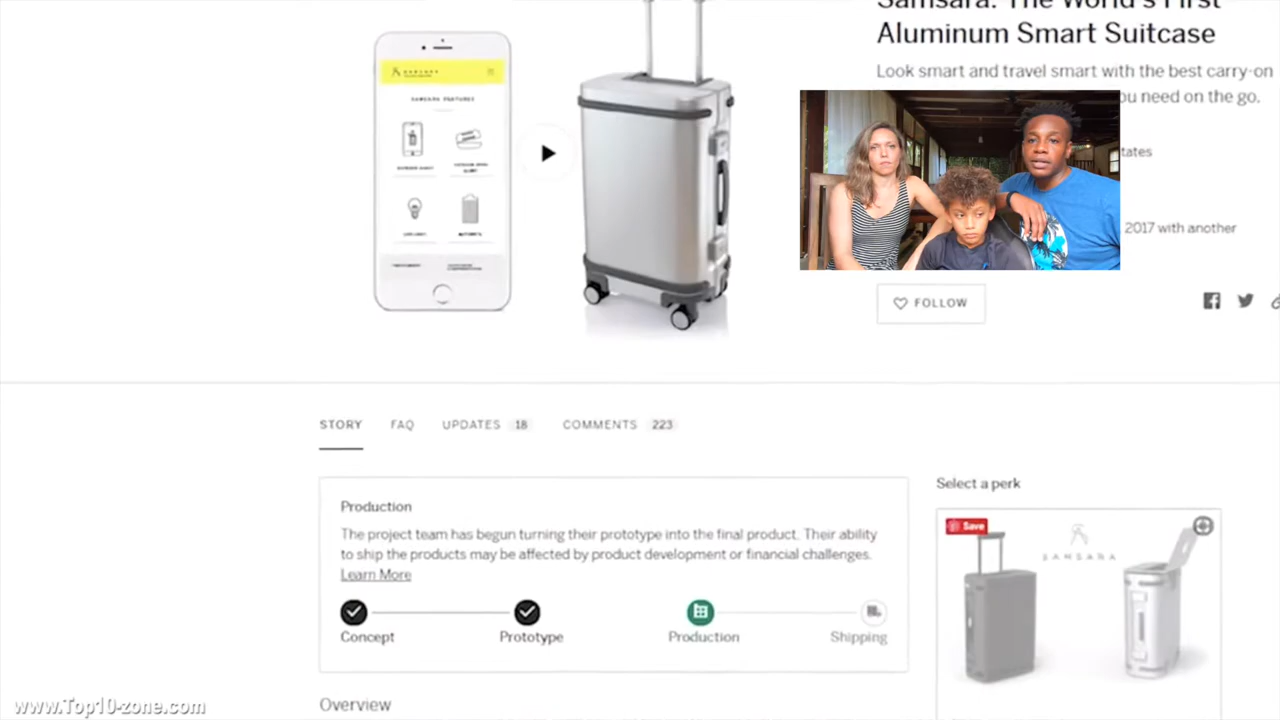 Samsara: The World's First
Aluminum Smart Suitcase
Look smart and travel smart with the best carry-on
ou need on the go.
tates
2017 with another
SAMSARA
SAMSARA FEATURES
FOLLOW
STORY FAQ UPDATES 18 COMMENTS 223
Production
The project team has begun turning their prototype into the final product. Their ability
to ship the products may be affected by product development or financial challenges.
Learn More
Concept Prototype Production Shipping
Overview
Select a perk
Save
SAMSARA
www.Top10-zone.com